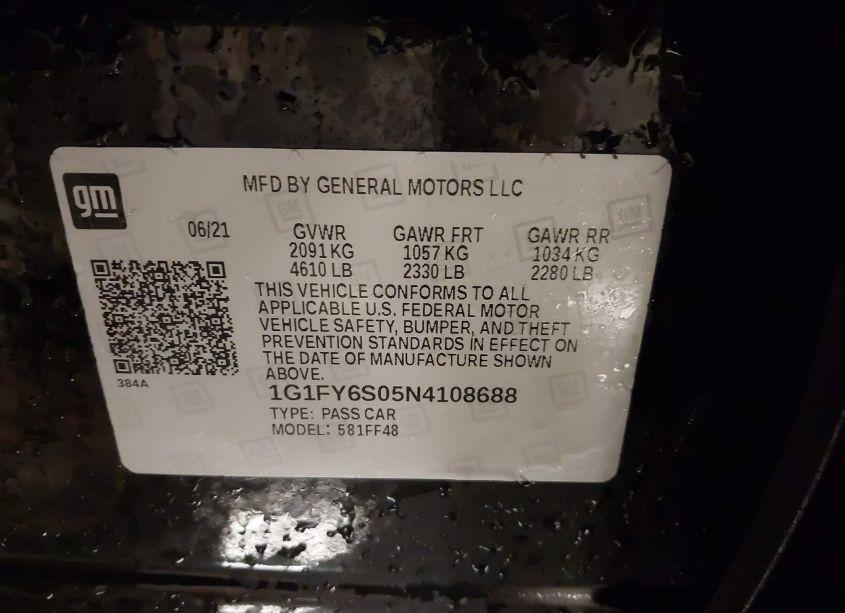 gm
MFD BY GENERAL MOTORS LLC
06/21
GVWR GAWR FRT GAWR RR
2091 KG 1057 KG 1034 KG
4610 LB 2330 LB 2280 LB
THIS VEHICLE CONFORMS TO ALL
APPLICABLE U.S. FEDERAL MOTOR
VEHICLE SAFETY, BUMPER, AND THEFT
PREVENTION STANDARDS IN EFFECT ON
THE DATE OF MANUFACTURE SHOWN
ABOVE.
384A
1G1FY6S05N4108688
TYPE: PASS CAR
MODEL: 581FF48